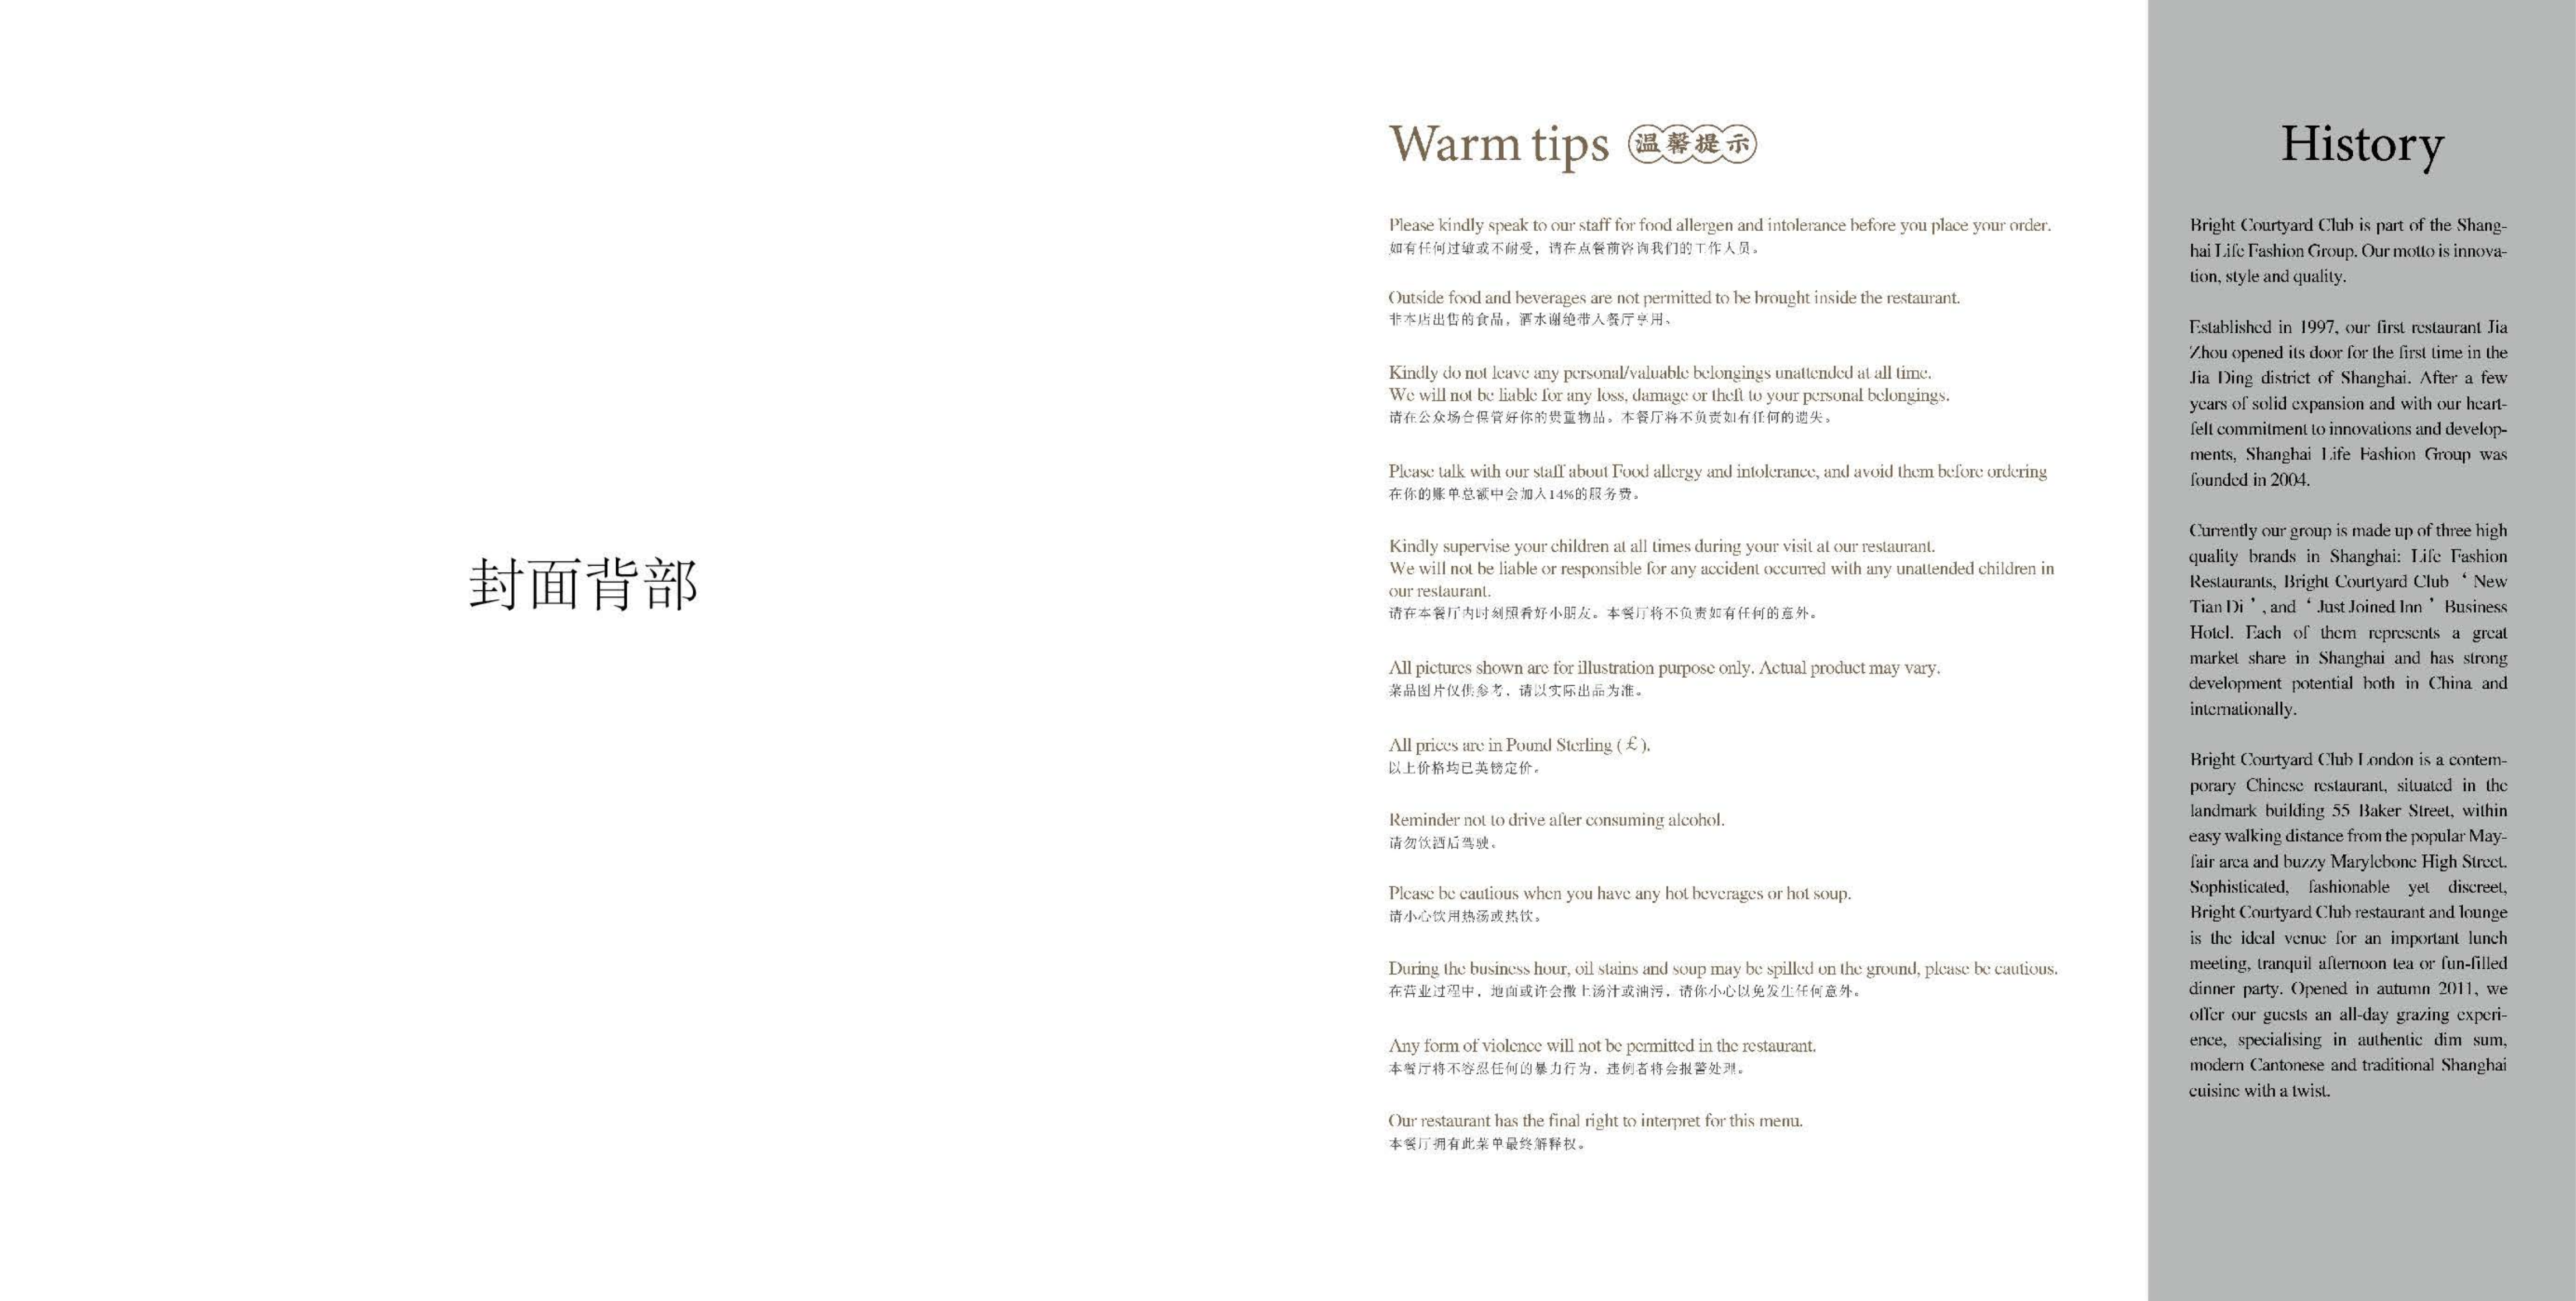 封面背部
Warm tips 温馨提示
Please kindly speak to our staff for food allergen and intolerance before you place your order.
如有任何过敏或不耐受，请在点餐前咨询我们的工作人员。
Outside food and beverages are not permitted to be brought inside the restaurant.
非本店出售的食品，酒水谢绝带入餐厅享用、
Kindly do not leave any personal/valuable belongings unattended at all time.
We will not be liable for any loss, damage or theft to your personal belongings.
请在公众场合保管好你的贵重物品。本餐厅将不负责如有任何的遗失。
Please talk with our staff about Food allergy and intolerance, and avoid them before ordering
在你的账单总额中会加入14%的服务费。
Kindly supervise your children at all times during your visit at our restaurant.
We will not be liable or responsible for any accident occurred with any unattended children in
our restaurant.
请在本餐厅内时刻照看好小朋友。本餐厅将不负责如有任何的意外。
All pictures shown are for illustration purpose only. Actual product may vary.
菜品图片仅供参考，请以实际出品为准。
All prices are in Pound Sterling (£).
以上价格均已英镑定价。
Reminder not to drive after consuming alcohol.
请勿饮酒后驾驶、
Please be cautious when you have any hot beverages or hot soup.
请小心饮用热汤或热饮。
During the business hour, oil stains and soup may be spilled on the ground, please be cautious.
在营业过程中，地面或许会撒上汤汁或油污，请你小心以免发生任何意外。
Any form of violence will not be permitted in the restaurant.
本餐厅将不容忍任何的暴力行为，违例者将会报警处理。
Our restaurant has the final right to interpret for this menu.
本餐厅拥有此菜单最终解释权。
History
Bright Courtyard Club is part of the Shang-
hai Life Fashion Group. Our motto is innova-
tion, style and quality.
Established in 1997, our first restaurant Jia
Zhou opened its door for the first time in the
Jia Ding district of Shanghai. After a few
years of solid expansion and with our heart-
felt commitment to innovations and develop-
ments, Shanghai Life Fashion Group was
founded in 2004.
Currently our group is made up of three high
quality brands in Shanghai: Life Fashion
Restaurants, Bright Courtyard Club ‘ New
Tian Di ’ , and ‘ Just Joined Inn ’ Business
Hotel. Each of them represents a great
market share in Shanghai and has strong
development potential both in China and
internationally.
Bright Courtyard Club London is a contem-
porary Chinese restaurant, situated in the
landmark building 55 Baker Street, within
easy walking distance from the popular May-
fair area and buzzy Marylebone High Street.
Sophisticated, fashionable yet discreet,
Bright Courtyard Club restaurant and lounge
is the ideal venue for an important lunch
meeting, tranquil afternoon tea or fun-filled
dinner party. Opened in autumn 2011, we
offer our guests an all-day grazing experi-
ence, specialising in authentic dim sum,
modern Cantonese and traditional Shanghai
cuisine with a twist.